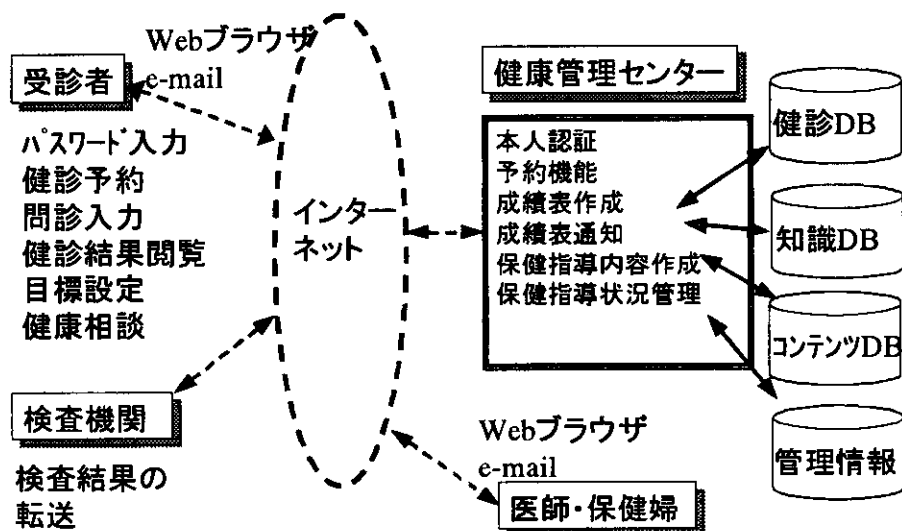 Webブラウザ
e-mail
受診者
パスワード入力
健診予約
問診入力
健診結果閲覧
目標設定
健康相談
検査機関
検査結果の
転送
インター
ネット
健康管理センター
本人認証
予約機能
成績表作成
成績表通知
保健指導内容作成
保健指導状況管理
健診DB
知識DB
コンテンツDB
管理情報
Webブラウザ
e-mail
医師・保健婦